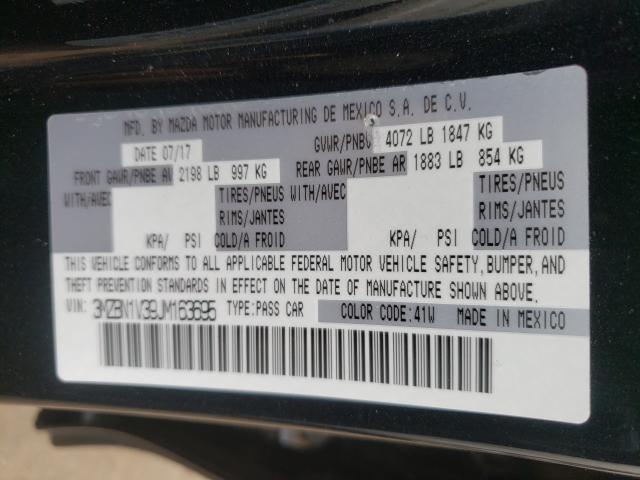 MFD. BY MAZDA MOTOR MANUFACTURING DE MEXICO S.A. DE C.V.
DATE 07/17 GVWR/PNBV 4072 LB 1847 KG
FRONT GAWR/PNBE AV 2198 LB 997 KG REAR GAWR/PNBE AR 1883 LB 854 KG
WITH/AVEC TIRES/PNEUS WITH/AVEC TIRES/PNEUS
RIMS/JANTES RIMS/JANTES
KPA/ PSI COLD/A FROID KPA/ PSI COLD/A FROID
THIS VEHICLE CONFORMS TO ALL APPLICABLE FEDERAL MOTOR VEHICLE SAFETY, BUMPER, AND
THEFT PREVENTION STANDARDS IN EFFECT ON THE DATE OF MANUFACTURE SHOWN ABOVE.
VIN: 3MZBN1V39JM163695 TYPE:PASS CAR COLOR CODE:41W MADE IN MEXICO